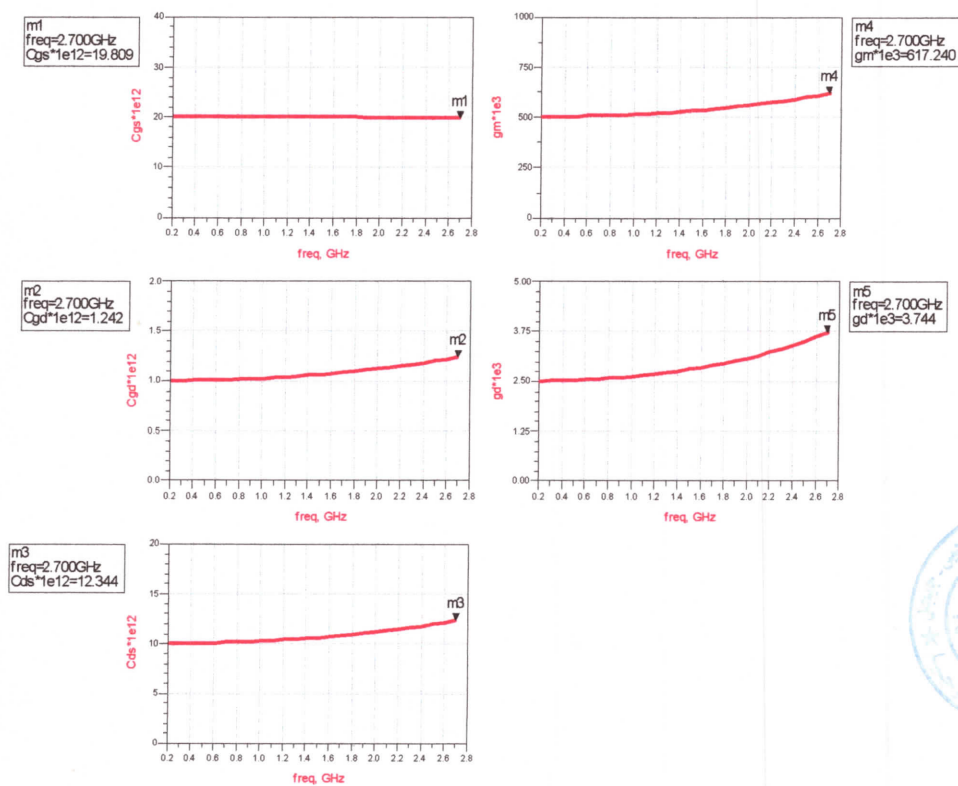 m1
freq=2.700GHz
Cgs*1e12=19.809
Cgs*1e12
40
30
20
10
0
m1
0.2 0.4 0.6 0.8 1.0 1.2 1.4 1.6 1.8 2.0 2.2 2.4 2.6 2.8
freq, GHz
m4
freq=2.700GHz
gm*1e3=617.240
gm*1e3
1000
750
500
250
0
m4
0.2 0.4 0.6 0.8 1.0 1.2 1.4 1.6 1.8 2.0 2.2 2.4 2.6 2.8
freq, GHz
m2
freq=2.700GHz
Cgd*1e12=1.242
Cgd*1e12
2.0
1.5
1.0
0.5
0.0
m2
0.2 0.4 0.6 0.8 1.0 1.2 1.4 1.6 1.8 2.0 2.2 2.4 2.6 2.8
freq, GHz
m5
freq=2.700GHz
gd*1e3=3.744
gd*1e3
5.00
3.75
2.50
1.25
0.00
m5
0.2 0.4 0.6 0.8 1.0 1.2 1.4 1.6 1.8 2.0 2.2 2.4 2.6 2.8
freq, GHz
m3
freq=2.700GHz
Cds*1e12=12.344
Cds*1e12
20
15
10
5
0
m3
0.2 0.4 0.6 0.8 1.0 1.2 1.4 1.6 1.8 2.0 2.2 2.4 2.6 2.8
freq, GHz